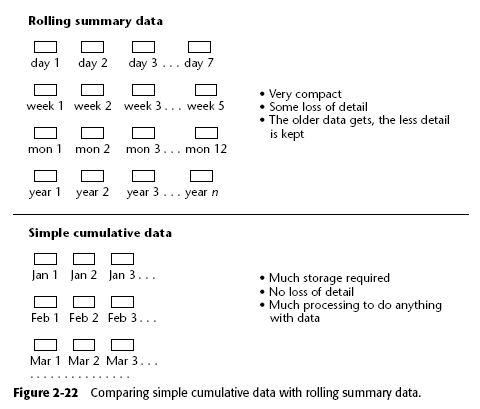 Rolling summary data
day 1 day 2 day 3 . . . day 7
week 1 week 2 week 3 . . . week 5
mon 1 mon 2 mon 3 . . . mon 12
year 1 year 2 year 3 . . . year n
• Very compact
• Some loss of detail
• The older data gets, the less detail
is kept
Simple cumulative data
Jan 1 Jan 2 Jan 3 . . .
Feb 1 Feb 2 Feb 3 . . .
Mar 1 Mar 2 Mar 3 . . .
. . . . . . . . . . . . . . .
• Much storage required
• No loss of detail
• Much processing to do anything
with data
Figure 2-22 Comparing simple cumulative data with rolling summary data.